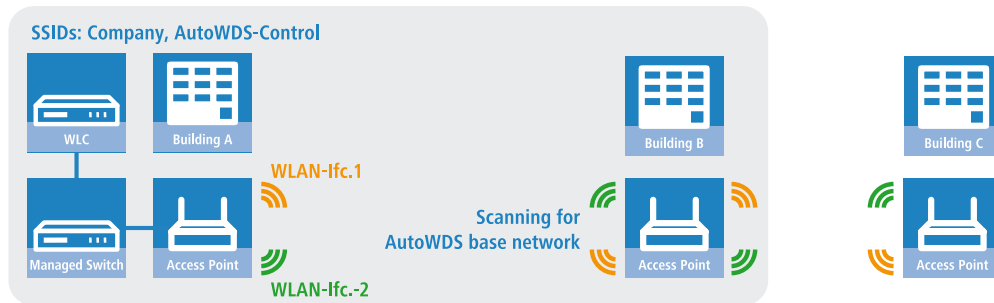 SSIDs: Company, AutoWDS-Control
WLC
Building A
Building B
Building C
WLAN-Ifc.1
Scanning for
AutoWDS base network
Managed Switch
Access Point
Access Point
Access Point
WLAN-Ifc.-2